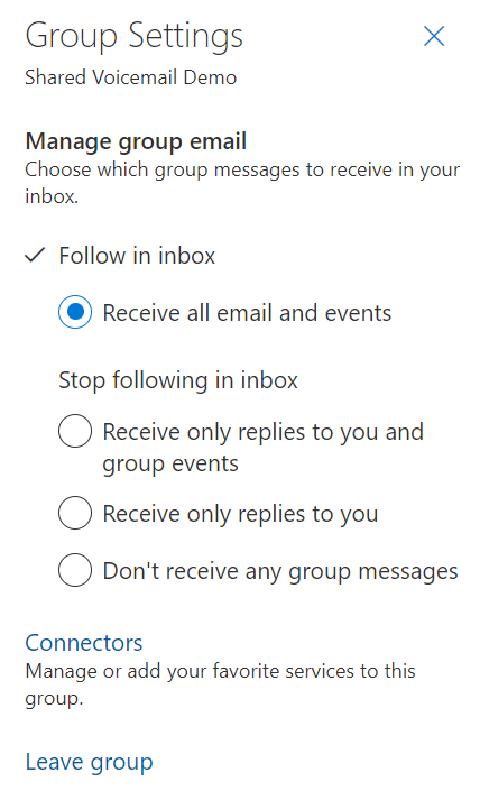 Group Settings
Shared Voicemail Demo
Manage group email
Choose which group messages to receive in your
inbox.
Follow in inbox
Receive all email and events
Stop following in inbox
Receive only replies to you and
group events
Receive only replies to you
Don't receive any group messages
Connectors
Manage or add your favorite services to this
group.
Leave group